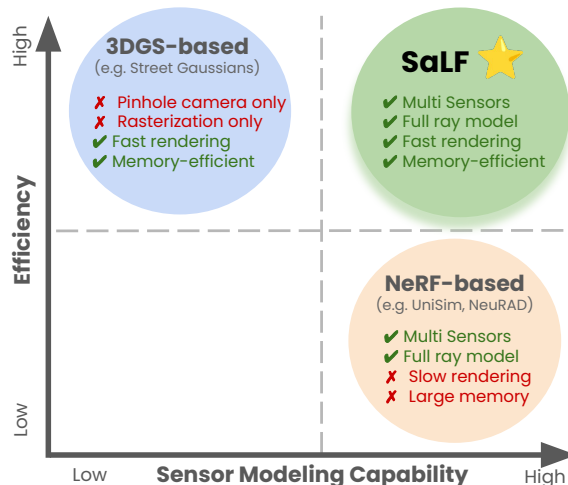 High
3DGS-based
(e.g. Street Gaussians)
✗ Pinhole camera only
✗ Rasterization only
✔ Fast rendering
✔ Memory-efficient
SaLF
✔ Multi Sensors
✔ Full ray model
✔ Fast rendering
✔ Memory-efficient
Efficiency
NeRF-based
(e.g. UniSim, NeuRAD)
✔ Multi Sensors
✔ Full ray model
✗ Slow rendering
✗ Large memory
Low
Low
Sensor Modeling Capability
High